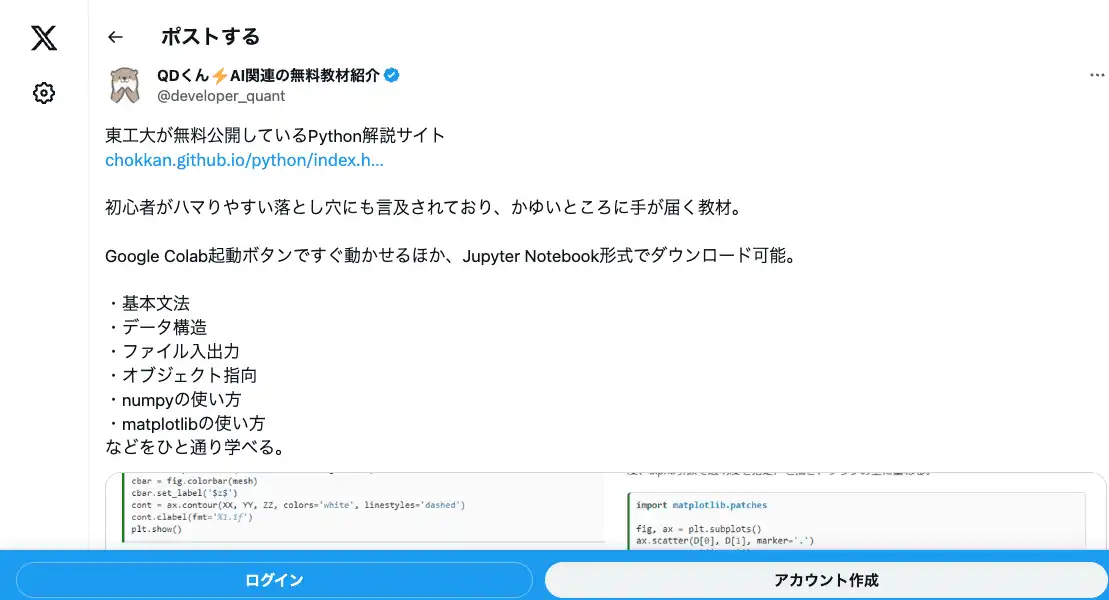 ポストする
QDくん⚡AI関連の無料教材紹介
@developer_quant
東工大が無料公開しているPython解説サイト
chokkan.github.io/python/index.h...
初心者がハマりやすい落とし穴にも言及されており、かゆいところに手が届く教材。
Google Colab起動ボタンですぐ動かせるほか、Jupyter Notebook形式でダウンロード可能。
・基本文法
・データ構造
・ファイル入出力
・オブジェクト指向
・numpyの使い方
・matplotlibの使い方
などをひと通り学べる。
cbar = fig.colorbar(mesh)
cbar.set_label('$z$')
cont = ax.contour(XX, YY, ZZ, colors='white', linestyles='dashed')
cont.clabel(fmt='%1.1f')
plt.show()
import matplotlib.patches
fig, ax = plt.subplots()
ax.scatter(D[0], D[1], marker='.')
ログイン
アカウント作成